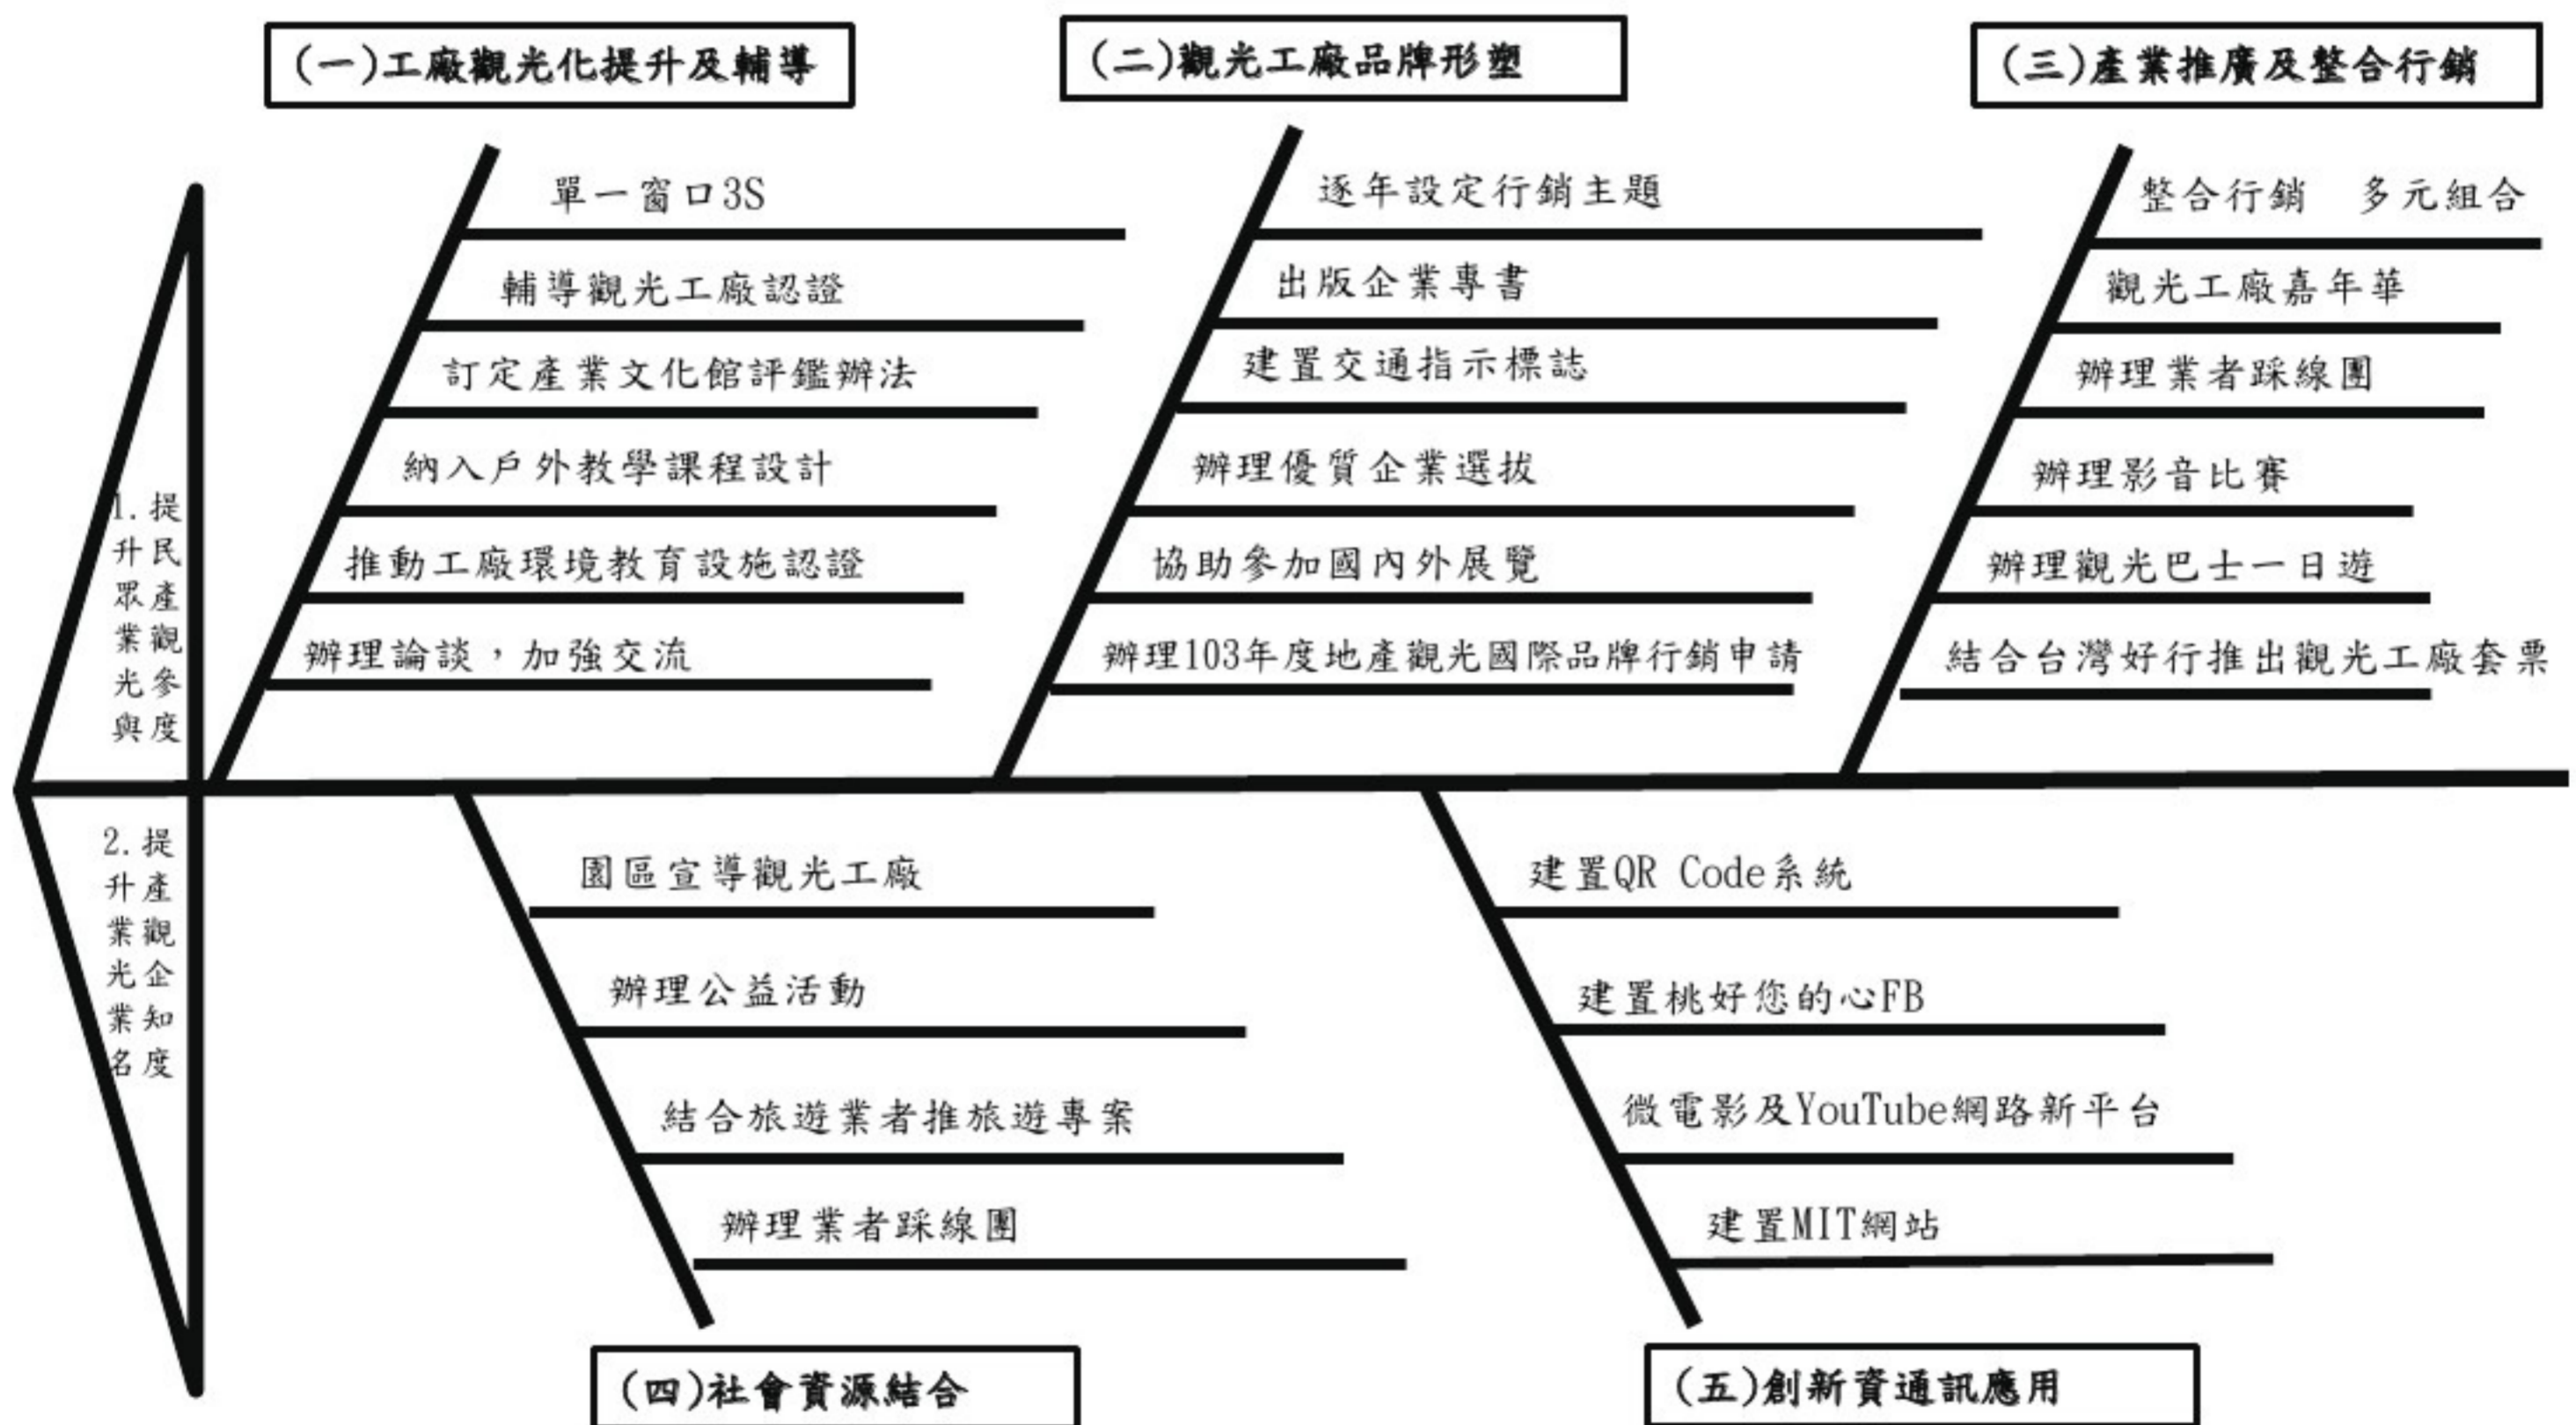 (一)工廠觀光化提升及輔導
單一窗口3S
輔導觀光工廠認證
訂定產業文化館評鑑辦法
納入戶外教學課程設計
推動工廠環境教育設施認證
辦理論談，加強交流
(二)觀光工廠品牌形塑
逐年設定行銷主題
出版企業專書
建置交通指示標誌
辦理優質企業選拔
協助參加國內外展覽
辦理103年度地產觀光國際品牌行銷申請
(三)產業推廣及整合行銷
整合行銷　多元組合
觀光工廠嘉年華
辦理業者踩線團
辦理影音比賽
辦理觀光巴士一日遊
結合台灣好行推出觀光工廠套票
1.提
升民
眾產
業觀
光參
與度
2.提
升產
業觀
光企
業知
名度
園區宣導觀光工廠
辦理公益活動
結合旅遊業者推旅遊專案
辦理業者踩線團
(四)社會資源結合
建置QR Code系統
建置桃好您的心FB
微電影及YouTube網路新平台
建置MIT網站
(五)創新資通訊應用